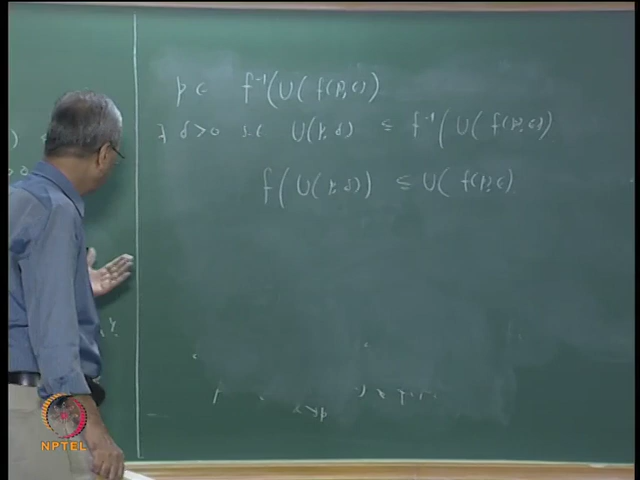 p ∈ f⁻¹(U(f(p,ε)
∃ δ>0 s.t. U(p,δ) ⊆ f⁻¹(U(f(p,ε))
f(U(p,δ)) ⊆ U(f(p,ε)
x→p
NPTEL